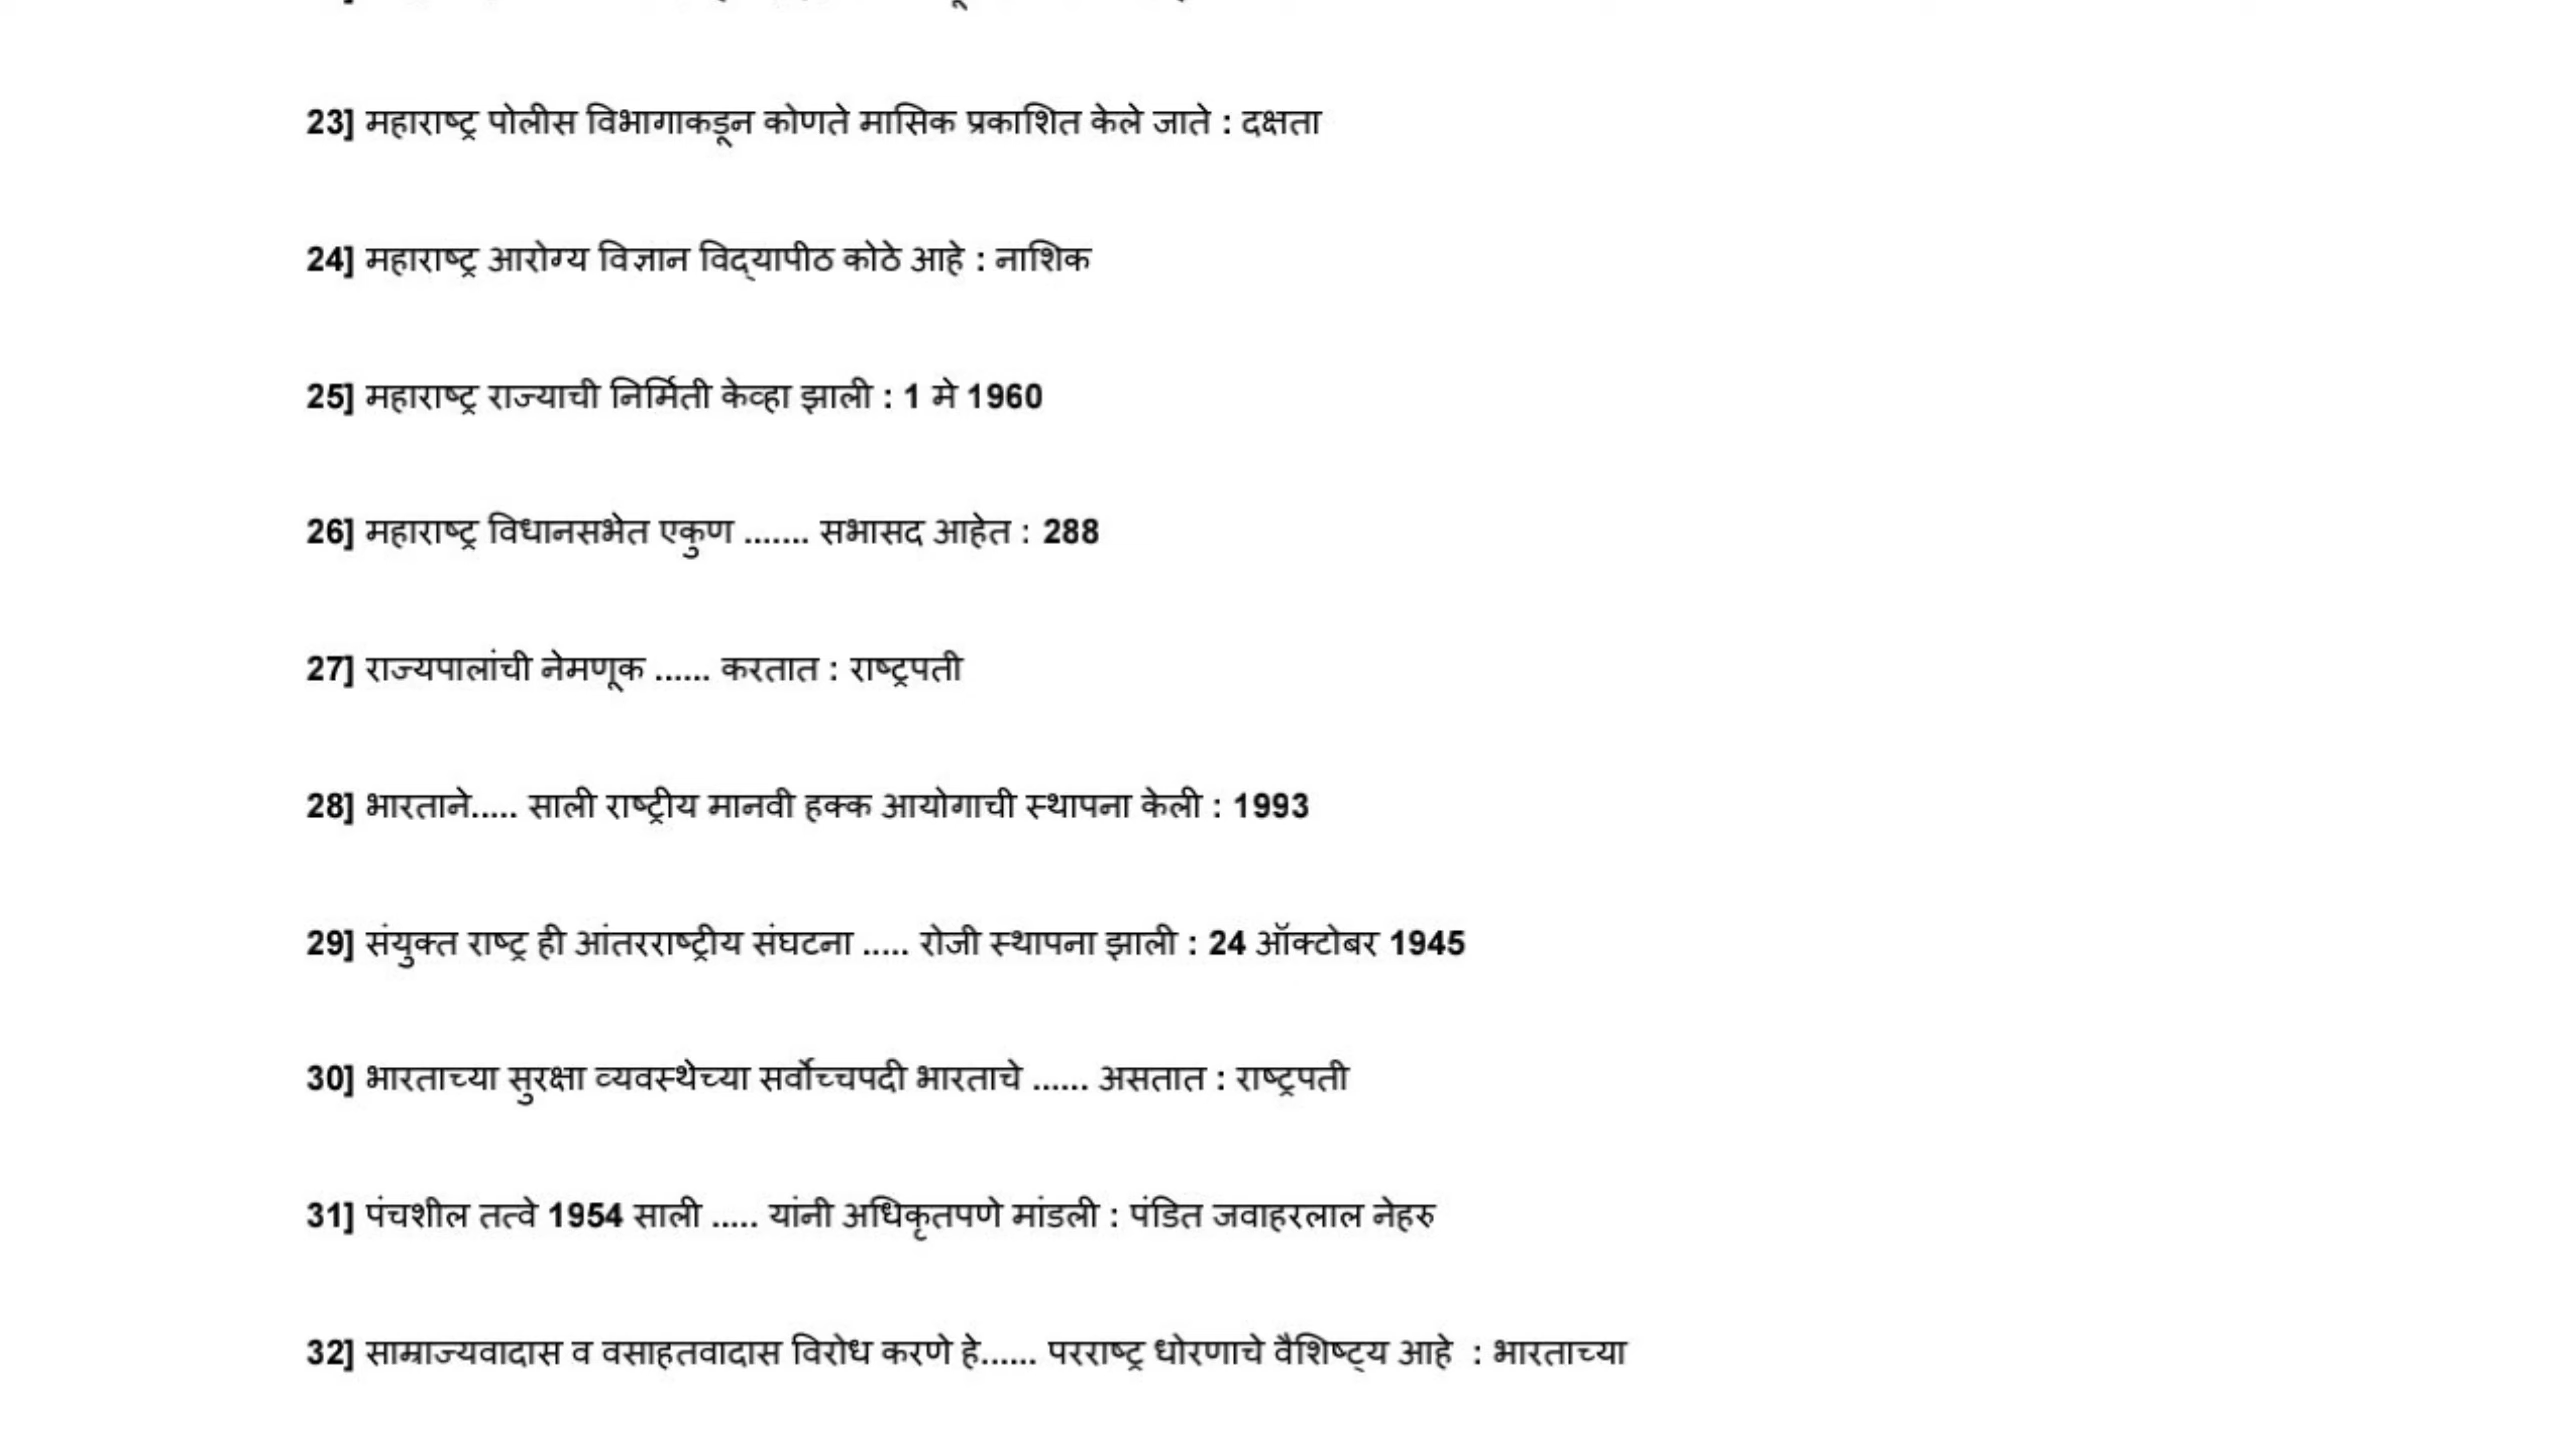 23] महाराष्ट्र पोलीस विभागाकडून कोणते मासिक प्रकाशित केले जाते : दक्षता
24] महाराष्ट्र आरोग्य विज्ञान विद्‌यापीठ कोठे आहे : नाशिक
25] महाराष्ट्र राज्याची निर्मिती केव्हा झाली : 1 मे 1960
26] महाराष्ट्र विधानसभेत एकुण ....... सभासद आहेत : 288
27] राज्यपालांची नेमणूक ...... करतात : राष्ट्रपती
28] भारताने..... साली राष्ट्रीय मानवी हक्क आयोगाची स्थापना केली : 1993
29] संयुक्त राष्ट्र ही आंतरराष्ट्रीय संघटना ..... रोजी स्थापना झाली : 24 ऑक्टोबर 1945
30] भारताच्या सुरक्षा व्यवस्थेच्या सर्वोच्चपदी भारताचे ...... असतात : राष्ट्रपती
31] पंचशील तत्वे 1954 साली ..... यांनी अधिकृतपणे मांडली : पंडित जवाहरलाल नेहरु
32] साम्राज्यवादास व वसाहतवादास विरोध करणे हे...... परराष्ट्र धोरणाचे वैशिष्ट्य आहे  : भारताच्या